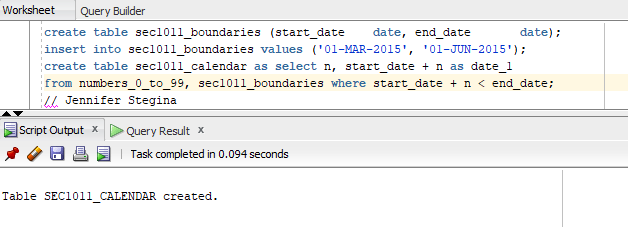 Worksheet Query Builder
create table sec1011_boundaries (start_date    date, end_date       date);
insert into sec1011_boundaries values ('01-MAR-2015', '01-JUN-2015');
create table sec1011_calendar as select n, start_date + n as date_1
from numbers_0_to_99, sec1011_boundaries where start_date + n < end_date;
// Jennifer Stegina
Script Output x Query Result x
Task completed in 0.094 seconds
Table SEC1011_CALENDAR created.